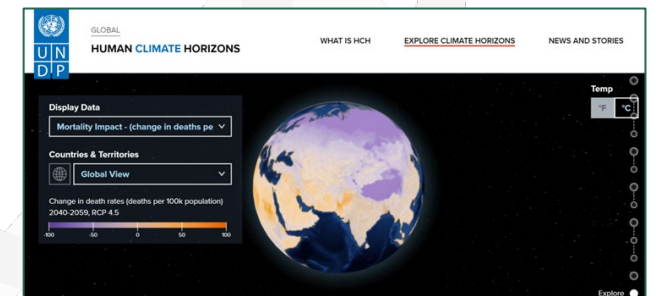 GLOBAL
HUMAN CLIMATE HORIZONS
WHAT IS HCH
EXPLORE CLIMATE HORIZONS
NEWS AND STORIES
U N
D P
Display Data
Mortality Impact - (change in deaths pe
Countries & Territories
Global View
Change in death rates (deaths per 100k population)
2040-2059, RCP 4.5
-100 -50 0 50 100
Temp
°F °C
Explore